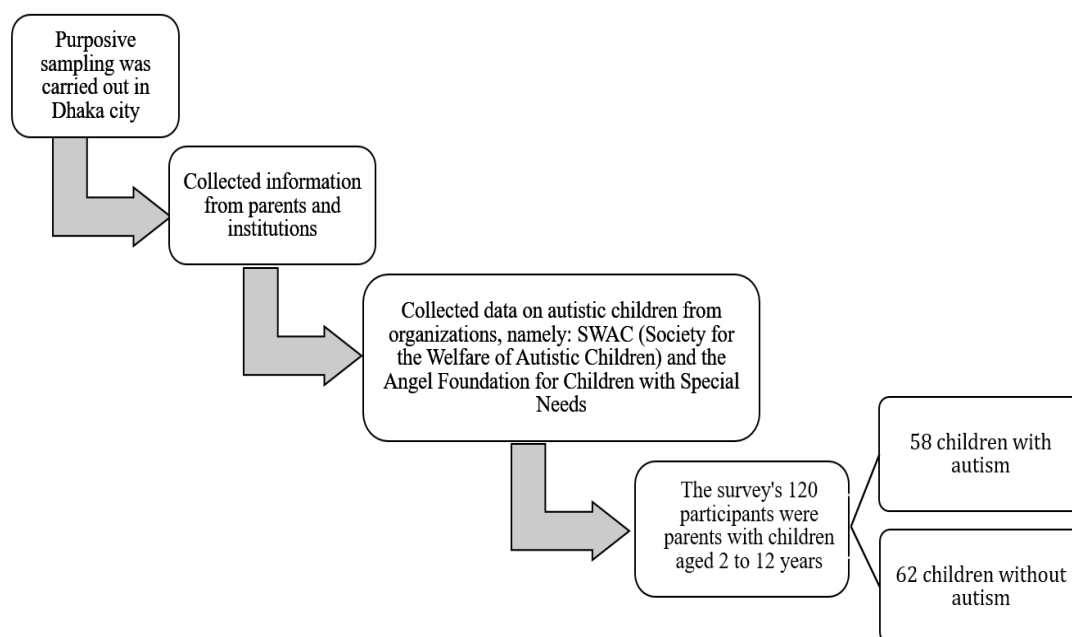 Purposive
sampling was
carried out in
Dhaka city
Collected information
from parents and
institutions
Collected data on autistic children from
organizations, namely: SWAC (Society for
the Welfare of Autistic Children) and the
Angel Foundation for Children with Special
Needs
The survey's 120
participants were
parents with children
aged 2 to 12 years
58 children with
autism
62 children without
autism